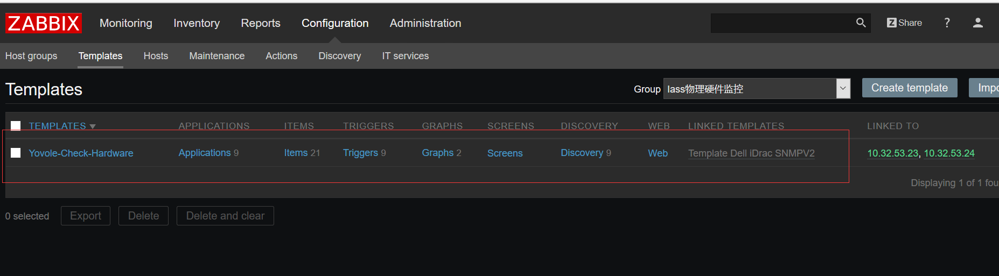 ZABBIX Monitoring Inventory Reports Configuration Administration Z Share ?
Host groups Templates Hosts Maintenance Actions Discovery IT services
Templates Group Iass物理硬件监控 Create template Impo
TEMPLATES APPLICATIONS ITEMS TRIGGERS GRAPHS SCREENS DISCOVERY WEB LINKED TEMPLATES LINKED TO
Yovole-Check-Hardware Applications 9 Items 21 Triggers 9 Graphs 2 Screens Discovery 9 Web Template Dell iDrac SNMPV2 10.32.53.23, 10.32.53.24
Displaying 1 of 1 fou
0 selected Export Delete Delete and clear